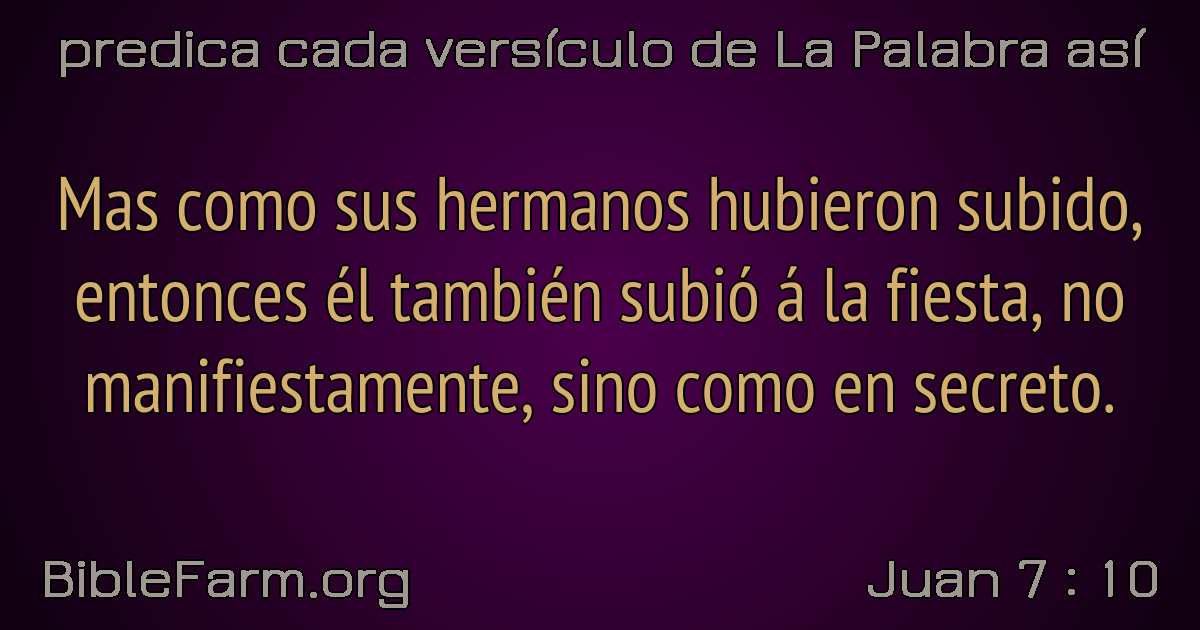 predica cada versículo de La Palabra así
Mas como sus hermanos hubieron subido,
entonces él también subió á la fiesta, no
manifiestamente, sino como en secreto.
BibleFarm.org
Juan 7 : 10